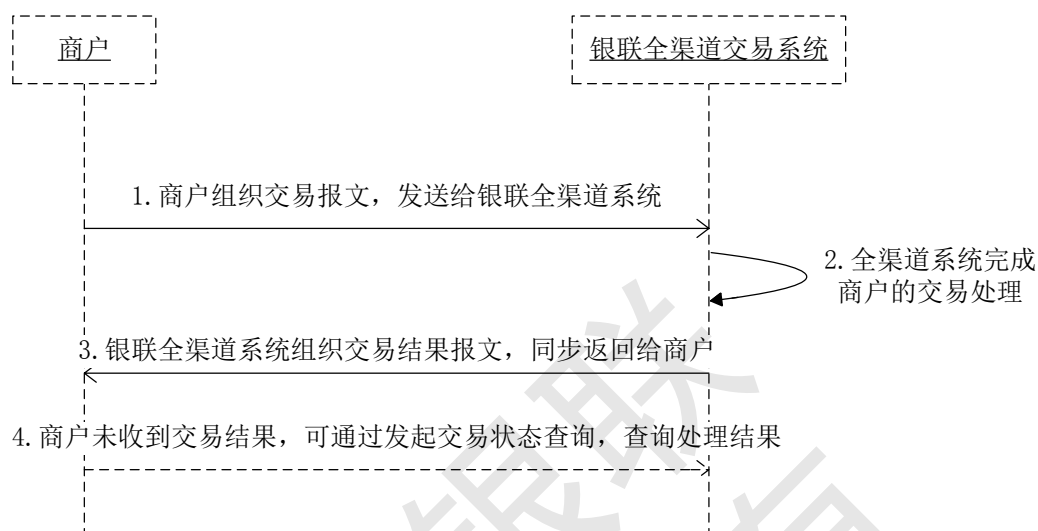 商户
银联全渠道交易系统
1.商户组织交易报文，发送给银联全渠道系统
2.全渠道系统完成
商户的交易处理
3.银联全渠道系统组织交易结果报文，同步返回给商户
4.商户未收到交易结果，可通过发起交易状态查询，查询处理结果
银联